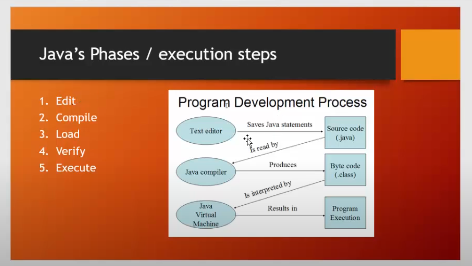 Java's Phases / execution steps
1. Edit
2. Compile
3. Load
4. Verify
5. Execute
Program Development Process
Text editor
Saves Java statements
Source code
(.java)
Is read by
Java compiler
Produces
Byte code
(.class)
Is interpreted by
Java
Virtual
Machine
Results in
Program
Execution